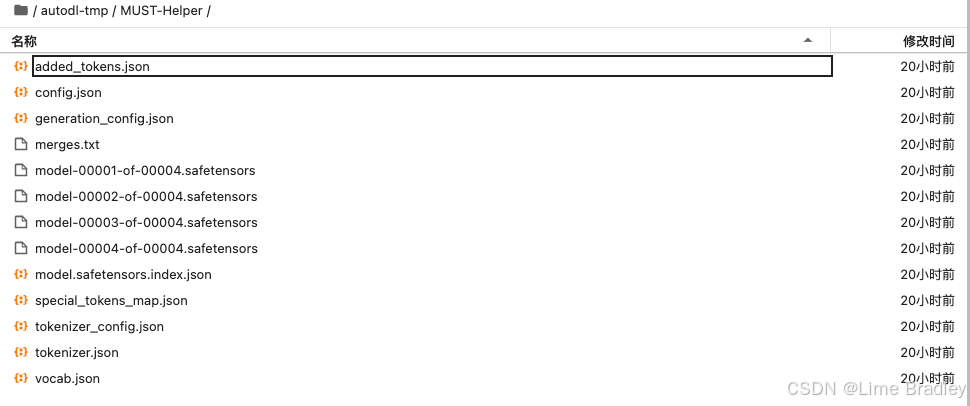 / autodl-tmp / MUST-Helper /
名称 修改时间
added_tokens.json 20小时前
config.json 20小时前
generation_config.json 20小时前
merges.txt 20小时前
model-00001-of-00004.safetensors 20小时前
model-00002-of-00004.safetensors 20小时前
model-00003-of-00004.safetensors 20小时前
model-00004-of-00004.safetensors 20小时前
model.safetensors.index.json 20小时前
special_tokens_map.json 20小时前
tokenizer_config.json 20小时前
tokenizer.json 20小时前
vocab.json 20小时前
CSDN @Lime Bradley